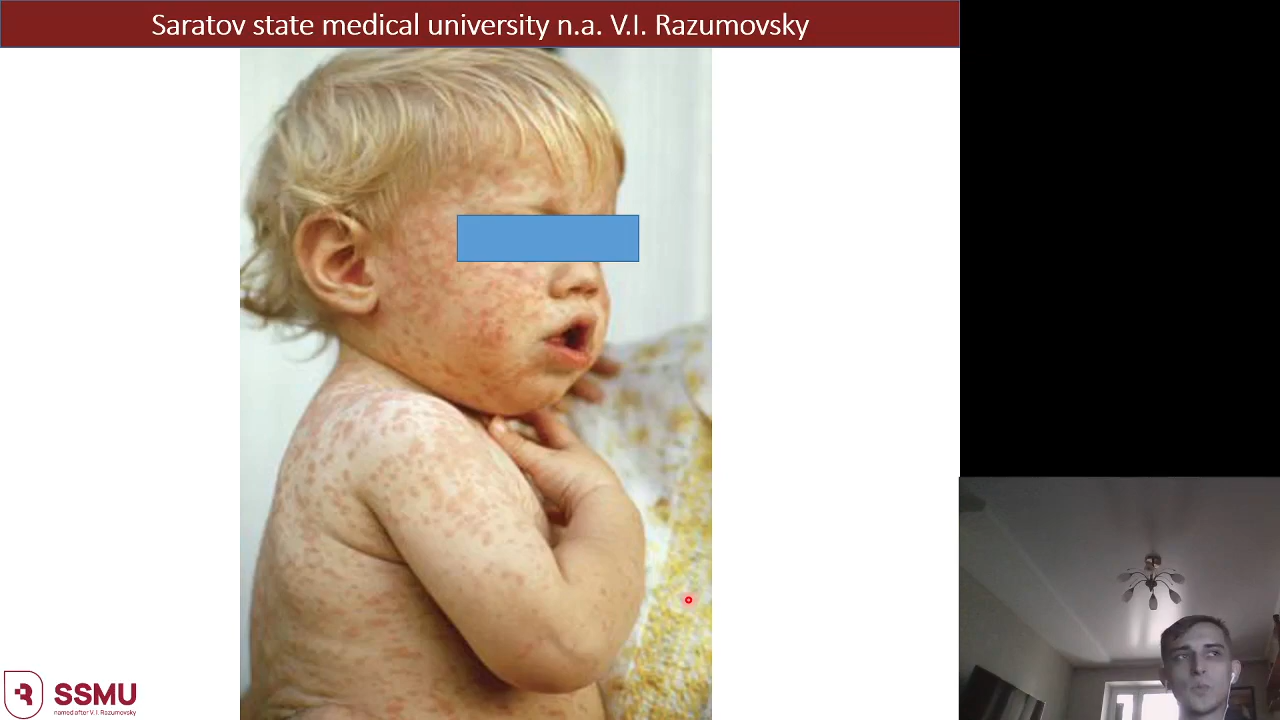 Saratov state medical university n.a. V.I. Razumovsky
SSMU
named after V. I. Razumovsky